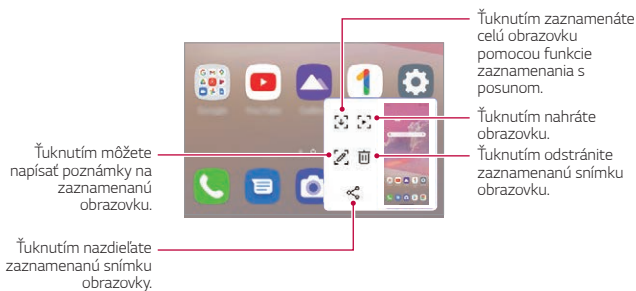 Ťuknutím zaznamenáte
celú obrazovku
pomocou funkcie
zaznamenania s
posunom.
Ťuknutím nahráte
obrazovku.
Ťuknutím odstránite
zaznamenanú snímku
obrazovku.
Ťuknutím môžete
napísať poznámky na
zaznamenanú
obrazovku.
Ťuknutím nazdieľate
zaznamenanú snímku
obrazovky.